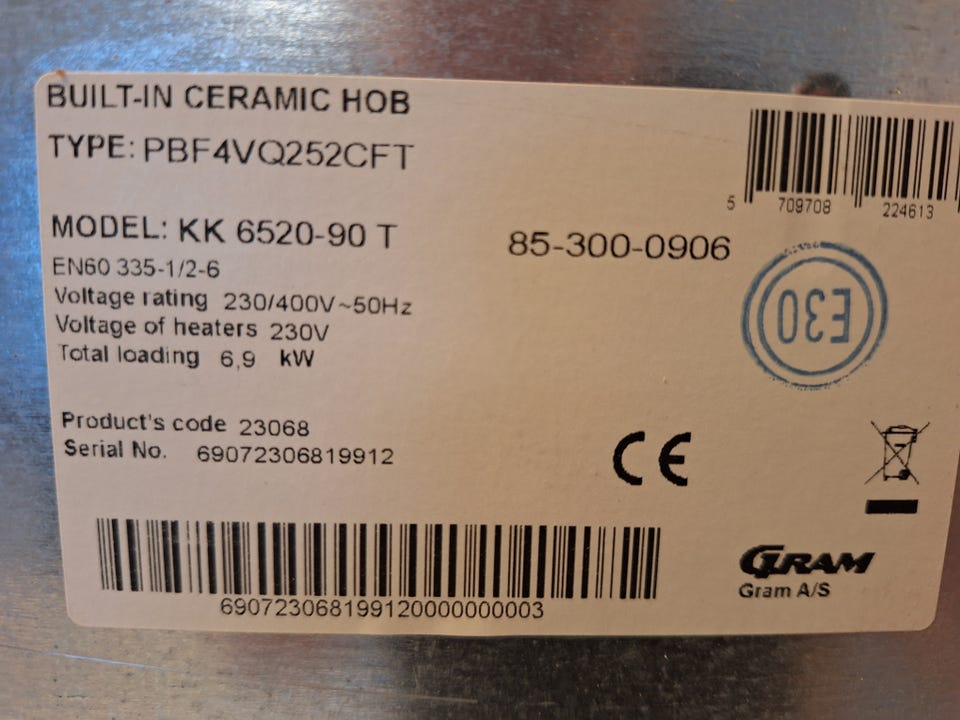 BUILT-IN CERAMIC HOB
TYPE: PBF4VQ252CFT
MODEL: KK 6520-90 T
85-300-0906
EN60 335-1/2-6
Voltage rating 230/400V~50Hz
Voltage of heaters 230V
Total loading 6,9 kW
Product's code 23068
Serial No. 69072306819912
5 709708 224613
E30
CE
690723068199120000000003
GRAM
Gram A/S